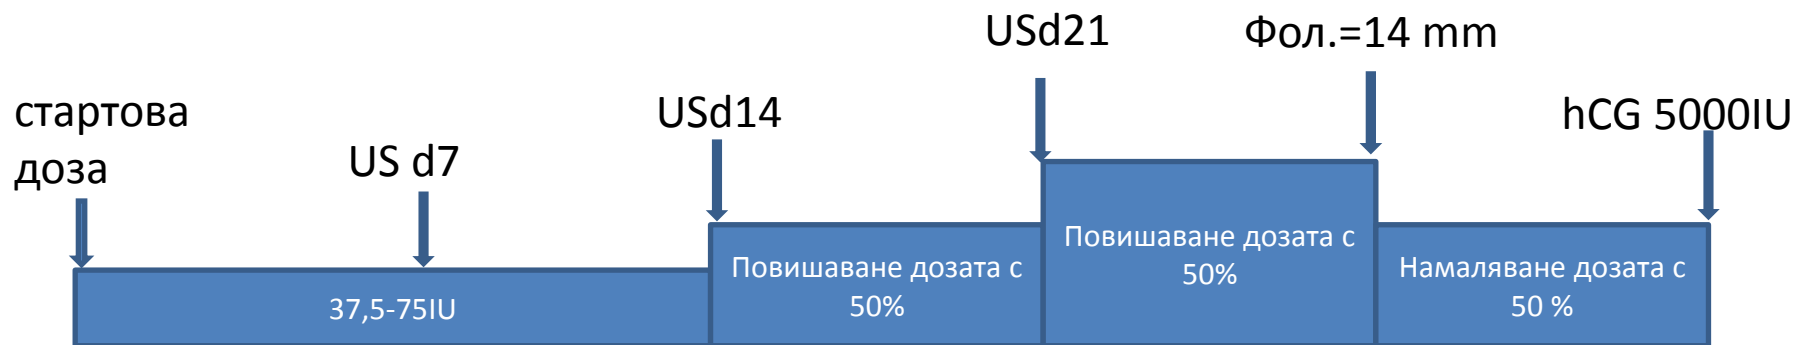 стартова
доза
US d7
USd14
USd21
Фол.=14 mm
hCG 5000IU
37,5-75IU
Повишаване дозата с
50%
Повишаване дозата с
50%
Намаляване дозата с
50 %